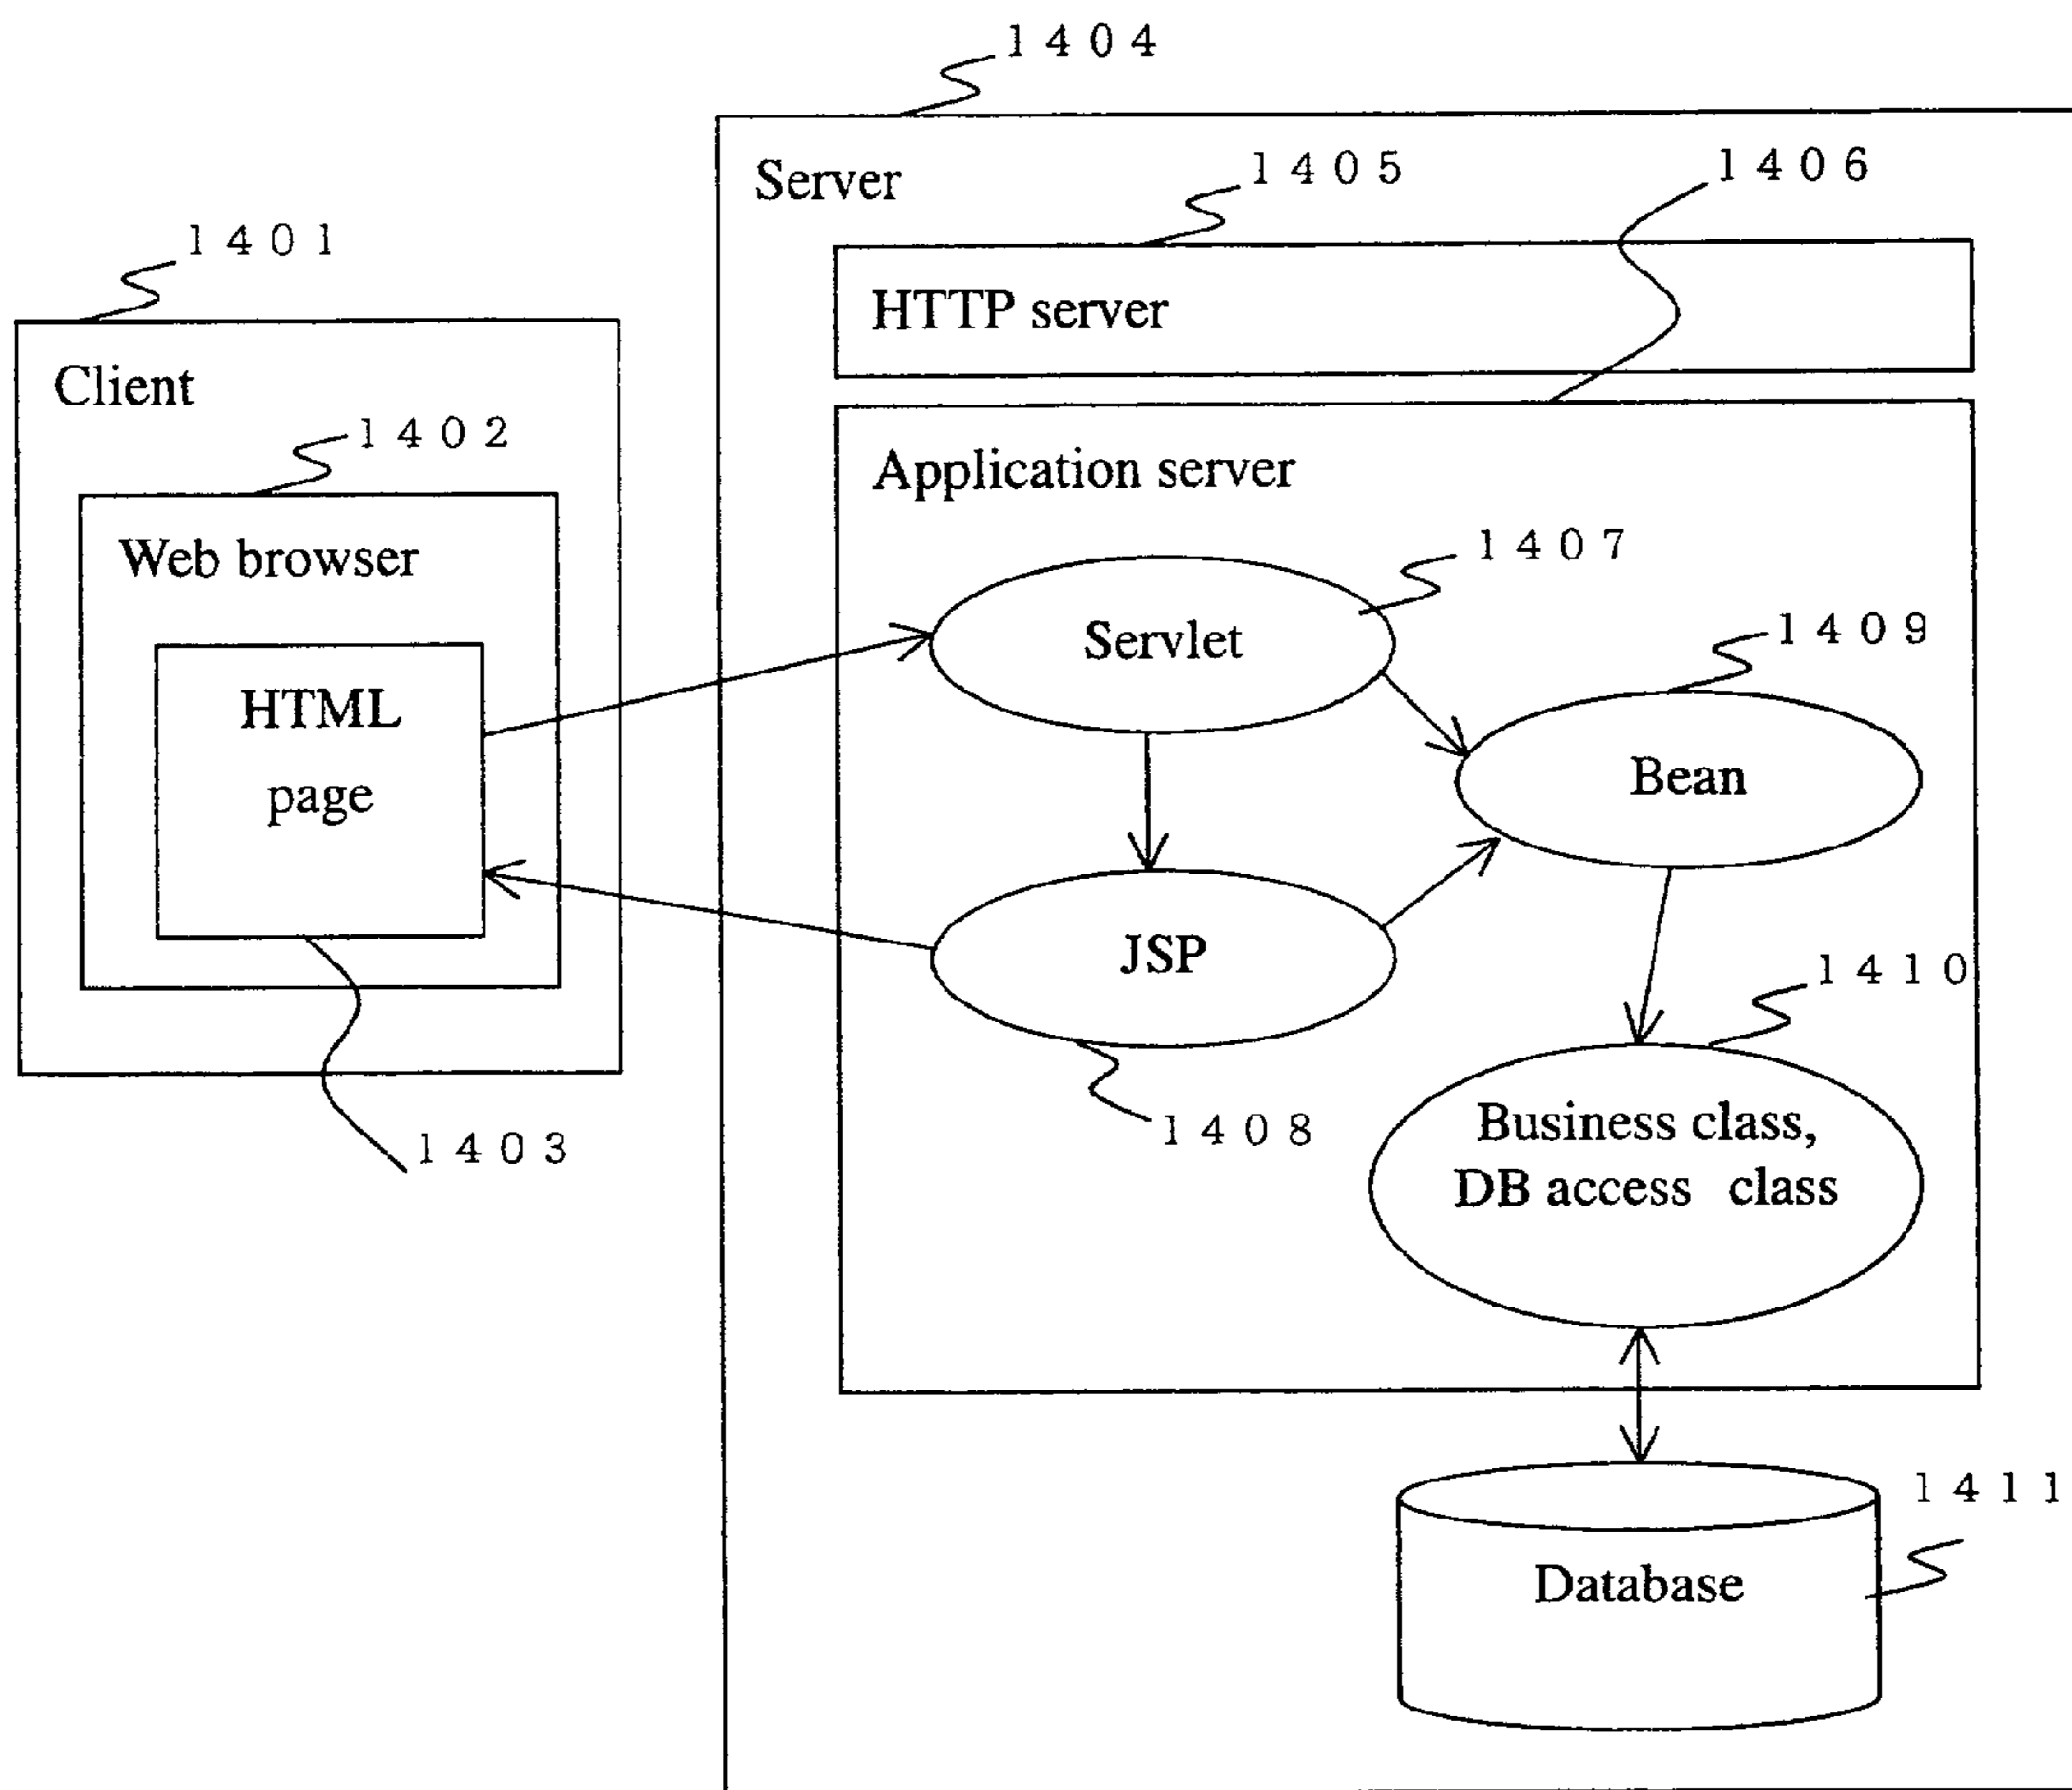 1404
Server
1405
1406
HTTP server
1401
Client
1402
Web browser
HTML
page
1403
Application server
1407
Servlet
1409
Bean
JSP
1408
1410
Business class,
DB access class
1411
Database